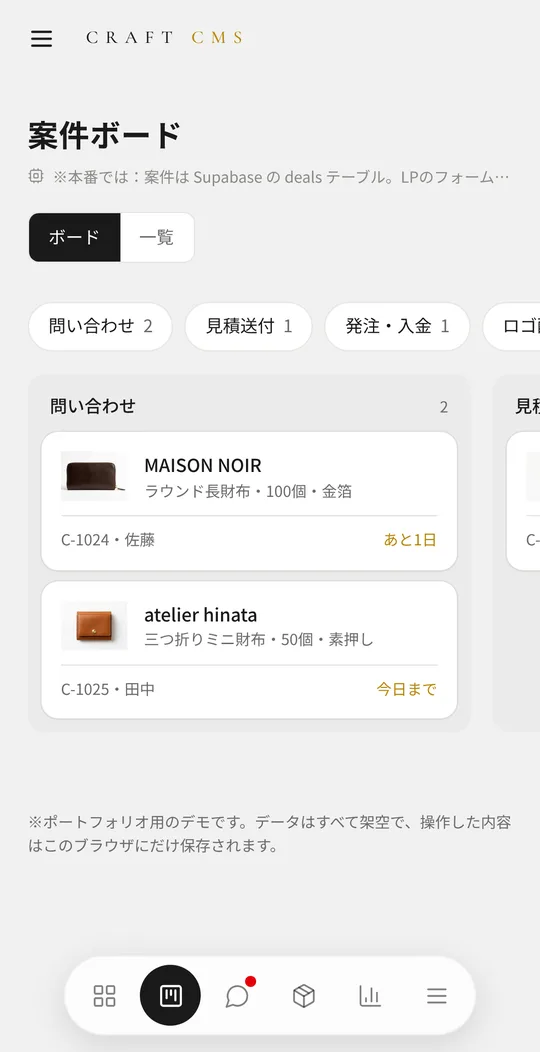 CRAFT CMS
案件ボード
※本番では：案件は Supabase の deals テーブル。LPのフォーム…
ボード 一覧
問い合わせ 2 見積送付 1 発注・入金 1 ロゴ
問い合わせ 2 見積
MAISON NOIR
ラウンド長財布・100個・金箔
C-1024・佐藤 あと1日 C-
atelier hinata
三つ折りミニ財布・50個・素押し
C-1025・田中 今日まで
※ポートフォリオ用のデモです。データはすべて架空で、操作した内容
はこのブラウザにだけ保存されます。